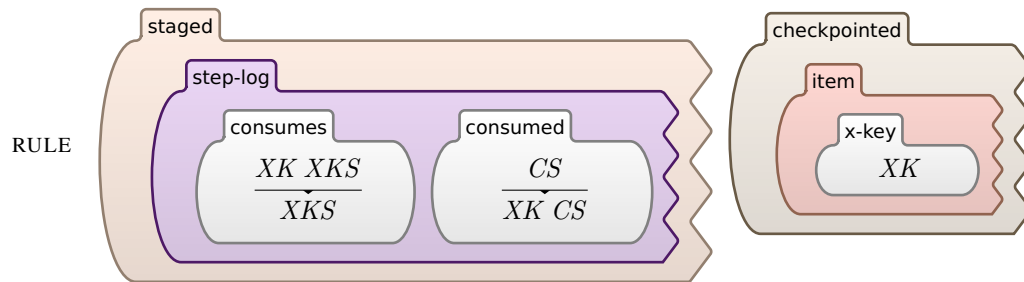 staged
checkpointed
step-log
item
consumes
consumed
x-key
RULE
XK XKS
CS
XK
XKS
XK CS